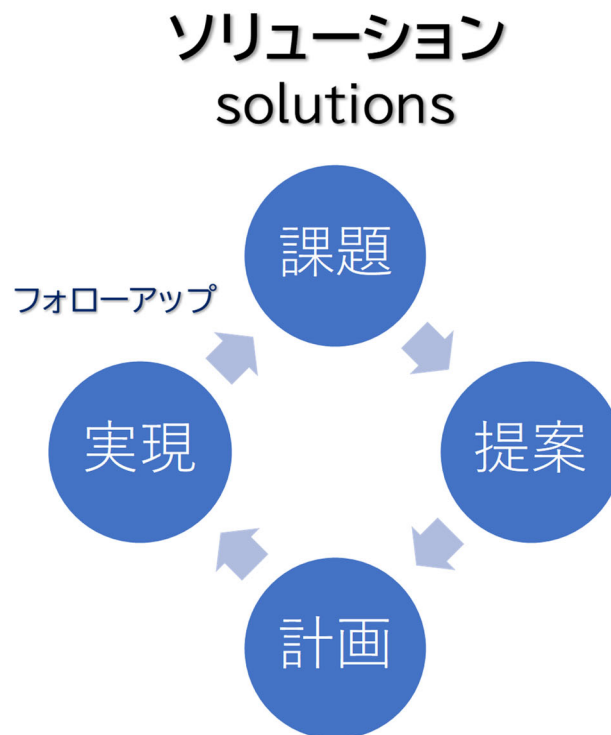 ソリューション
solutions
課題
フォローアップ
実現
提案
計画